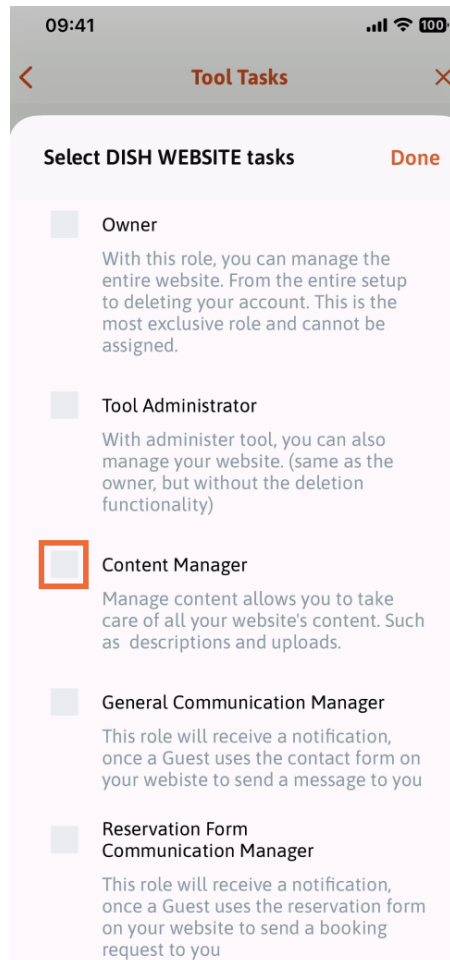 09:41
100
Tool Tasks
Select DISH WEBSITE tasks
Done
Owner
With this role, you can manage the
entire website. From the entire setup
to deleting your account. This is the
most exclusive role and cannot be
assigned.
Tool Administrator
With administer tool, you can also
manage your website. (same as the
owner, but without the deletion
functionality)
Content Manager
Manage content allows you to take
care of all your website's content. Such
as descriptions and uploads.
General Communication Manager
This role will receive a notification,
once a Guest uses the contact form on
your webiste to send a message to you
Reservation Form
Communication Manager
This role will receive a notification,
once a Guest uses the reservation form
on your website to send a booking
request to you